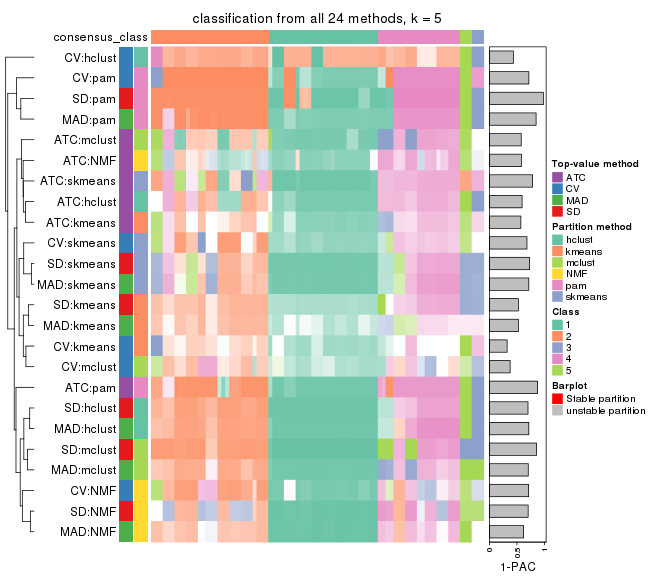 classification from all 24 methods, k = 5
consensus_class
CV:hclust
CV:pam
SD:pam
MAD:pam
ATC:mclust
ATC:NMF
ATC:skmeans
ATC:hclust
ATC:kmeans
CV:skmeans
SD:skmeans
MAD:skmeans
SD:kmeans
MAD:kmeans
CV:kmeans
CV:mclust
ATC:pam
SD:hclust
MAD:hclust
SD:mclust
MAD:mclust
CV:NMF
SD:NMF
MAD:NMF
0
0.5
1
1-PAC
Top-value method
ATC
CV
MAD
SD
Partition method
hclust
kmeans
mclust
NMF
pam
skmeans
Class
1
2
3
4
5
Barplot
Stable partition
unstable partition